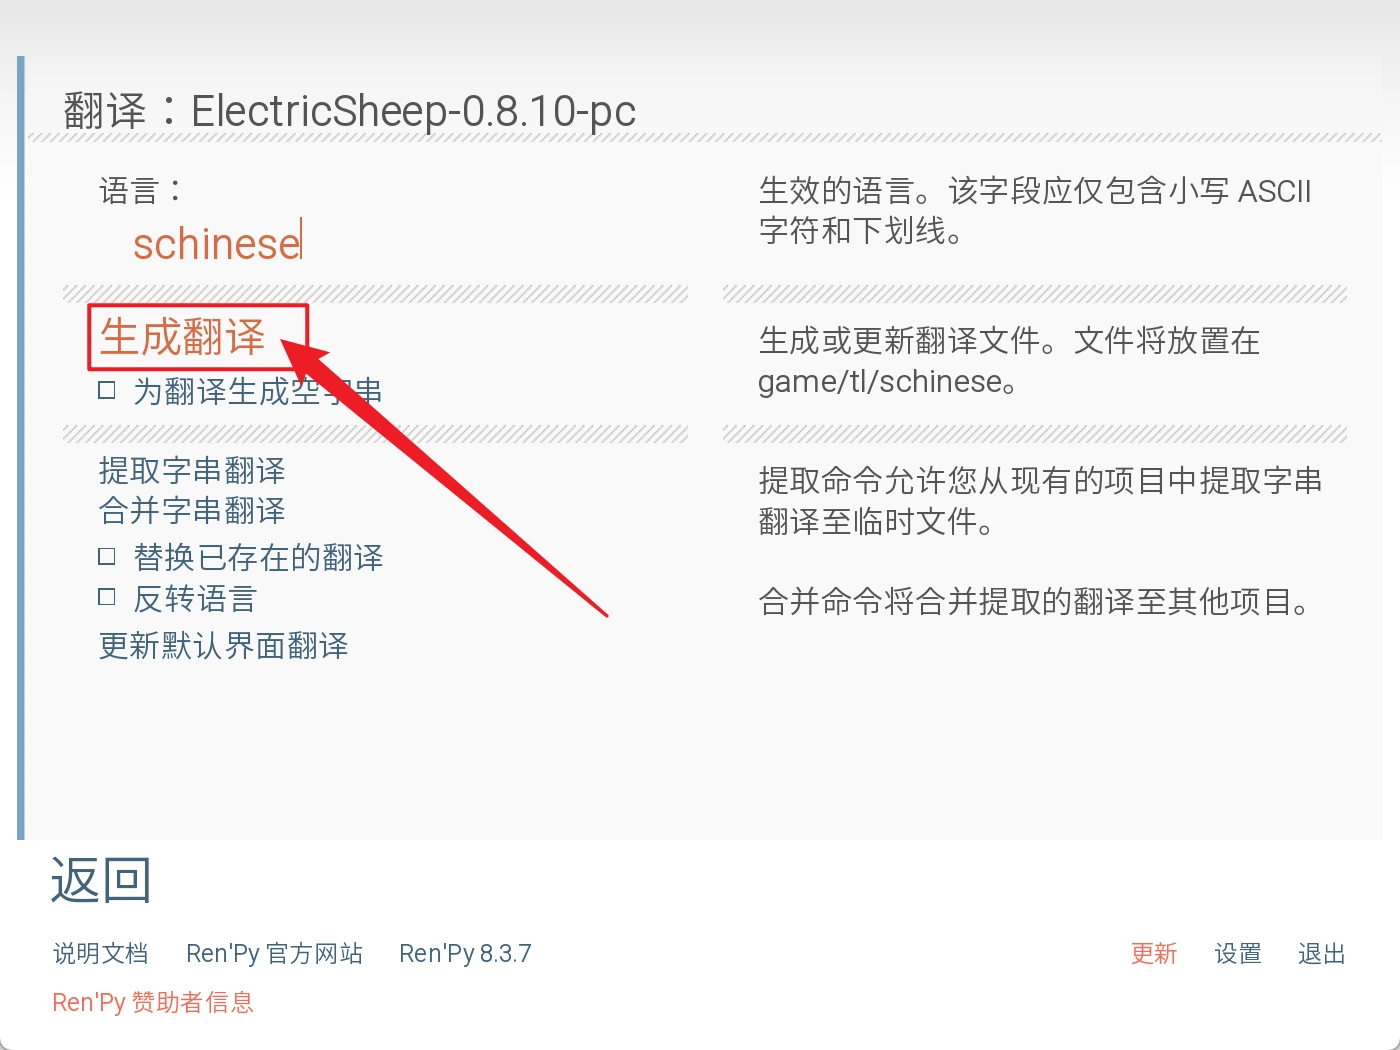 翻译：ElectricSheep-0.8.10-pc
语言：
schinese
生效的语言。该字段应仅包含小写 ASCII
字符和下划线。
生成翻译
为翻译生成空字串
生成或更新翻译文件。文件将放置在
game/tl/schinese。
提取字串翻译
合并字串翻译
替换已存在的翻译
反转语言
更新默认界面翻译
提取命令允许您从现有的项目中提取字串
翻译至临时文件。
合并命令将合并提取的翻译至其他项目。
返回
说明文档 Ren'Py 官方网站 Ren'Py 8.3.7
更新 设置 退出
Ren'Py 赞助者信息